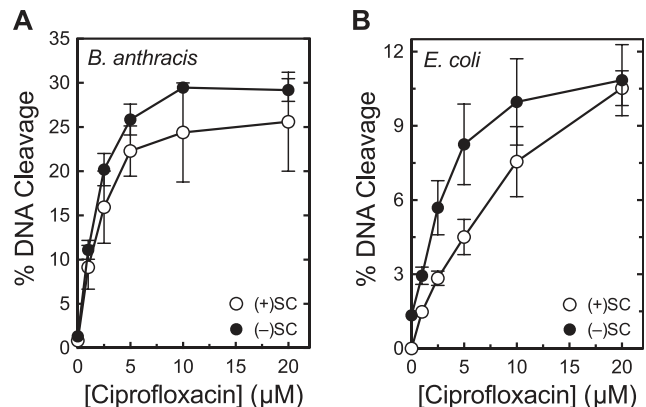 A
B. anthracis
% DNA Cleavage
35
30
25
20
15
10
5
0
0 5 10 15 20
[Ciprofloxacin] (µM)
(+)SC
(–)SC
B
E. coli
% DNA Cleavage
12
9
6
3
0
0 5 10 15 20
[Ciprofloxacin] (µM)
(+)SC
(–)SC